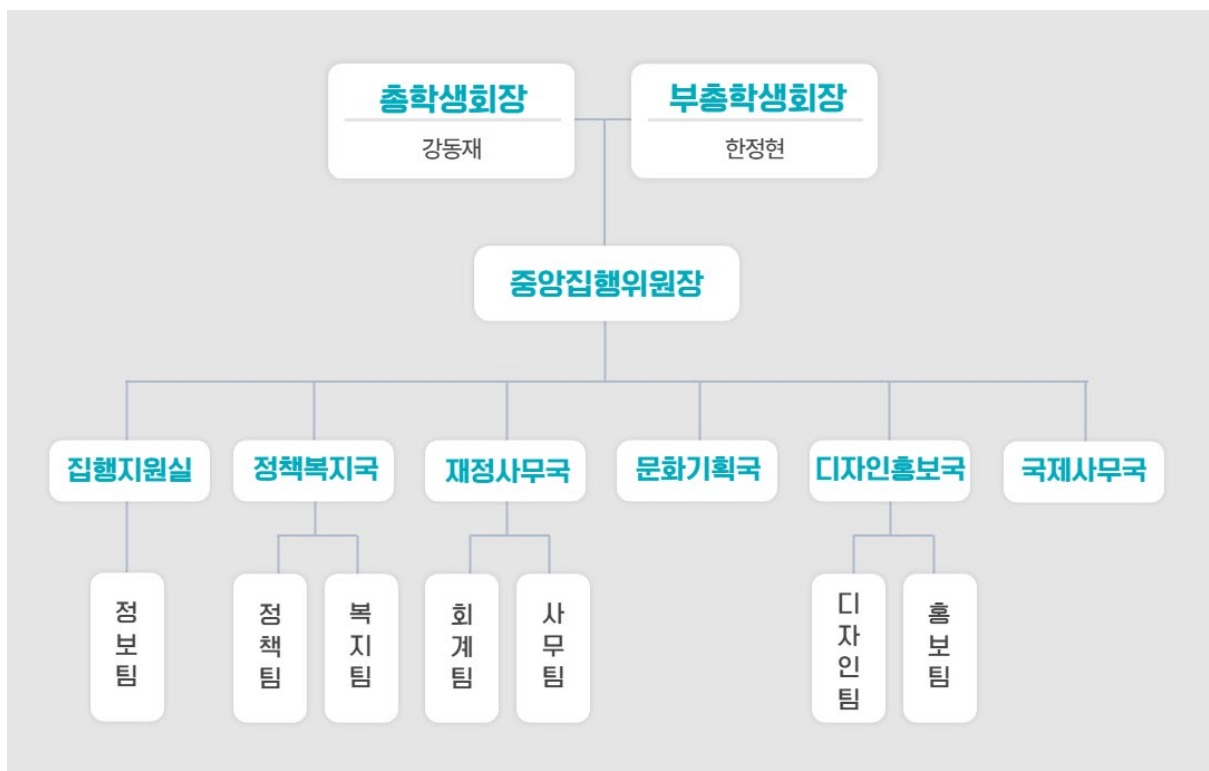 총학생회장
강동재
부총학생회장
한정현
중앙집행위원장
집행지원실
정책복지국
재정사무국
문화기획국
디자인홍보국
국제사무국
정보팀
정책팀
복지팀
회계팀
사무팀
디자인팀
홍보팀